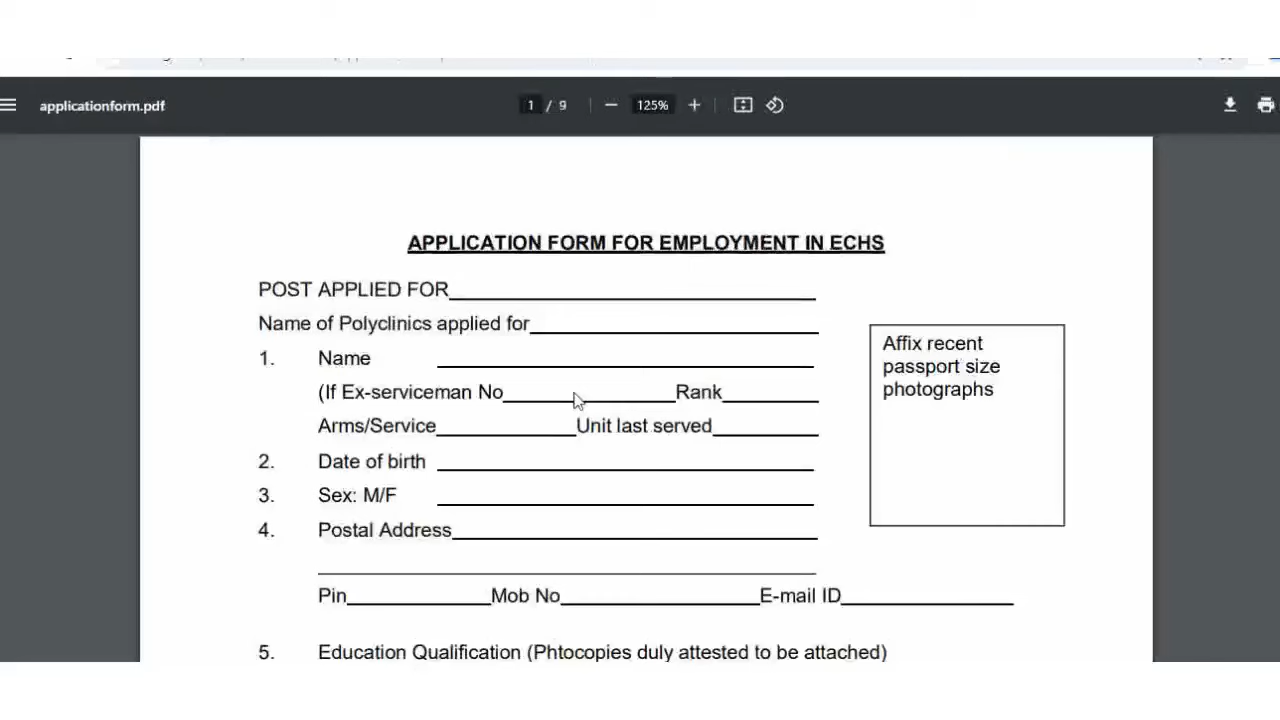 applicationform.pdf
1 / 9
125%
APPLICATION FORM FOR EMPLOYMENT IN ECHS
POST APPLIED FOR
Name of Polyclinics applied for
1. Name
(If Ex-serviceman No Rank
Arms/Service Unit last served
2. Date of birth
3. Sex: M/F
4. Postal Address
Pin Mob No E-mail ID
Affix recent
passport size
photographs
5. Education Qualification (Phtocopies duly attested to be attached)